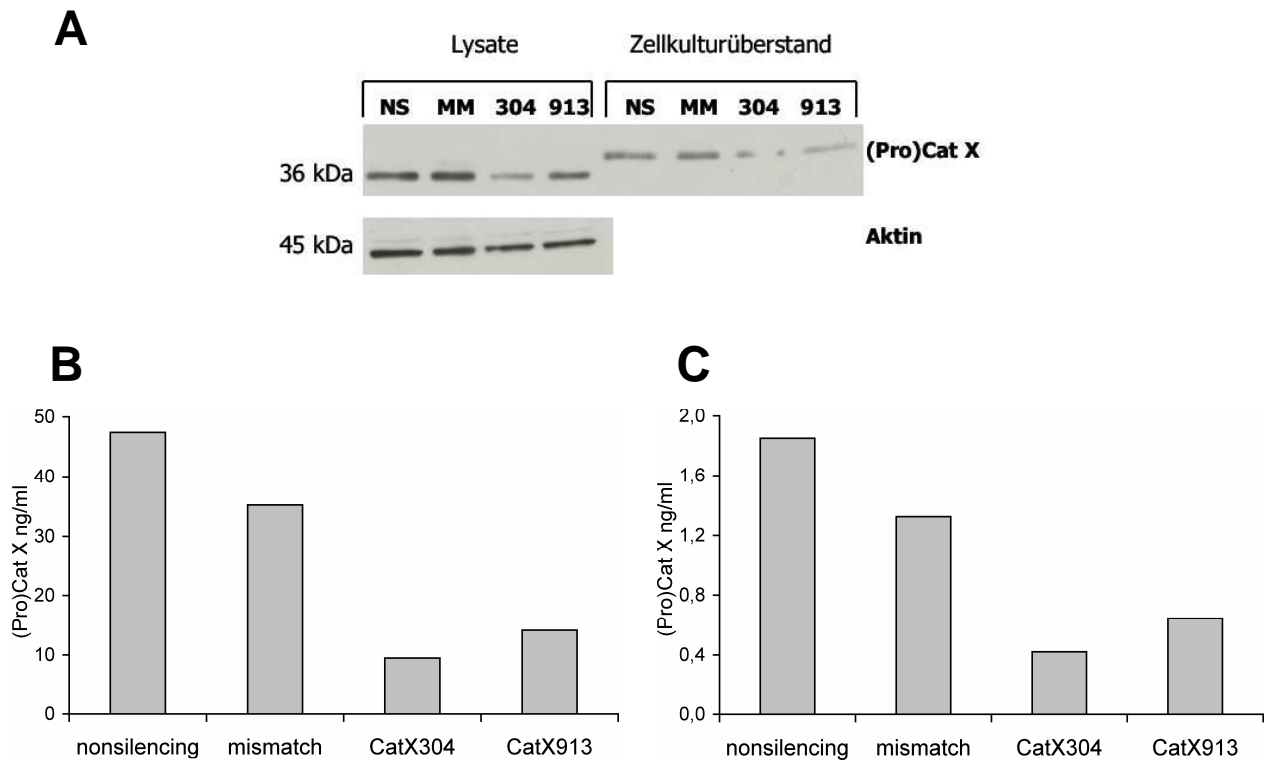 A
Lysate Zellkulturüberstand
NS MM 304 913 NS MM 304 913
(Pro)Cat X
36 kDa
45 kDa
Aktin
B
(Pro)Cat X ng/ml
50
40
30
20
10
0
nonsilencing mismatch CatX304 CatX913
C
(Pro)Cat X ng/ml
2,0
1,6
1,2
0,8
0,4
0,0
nonsilencing mismatch CatX304 CatX913